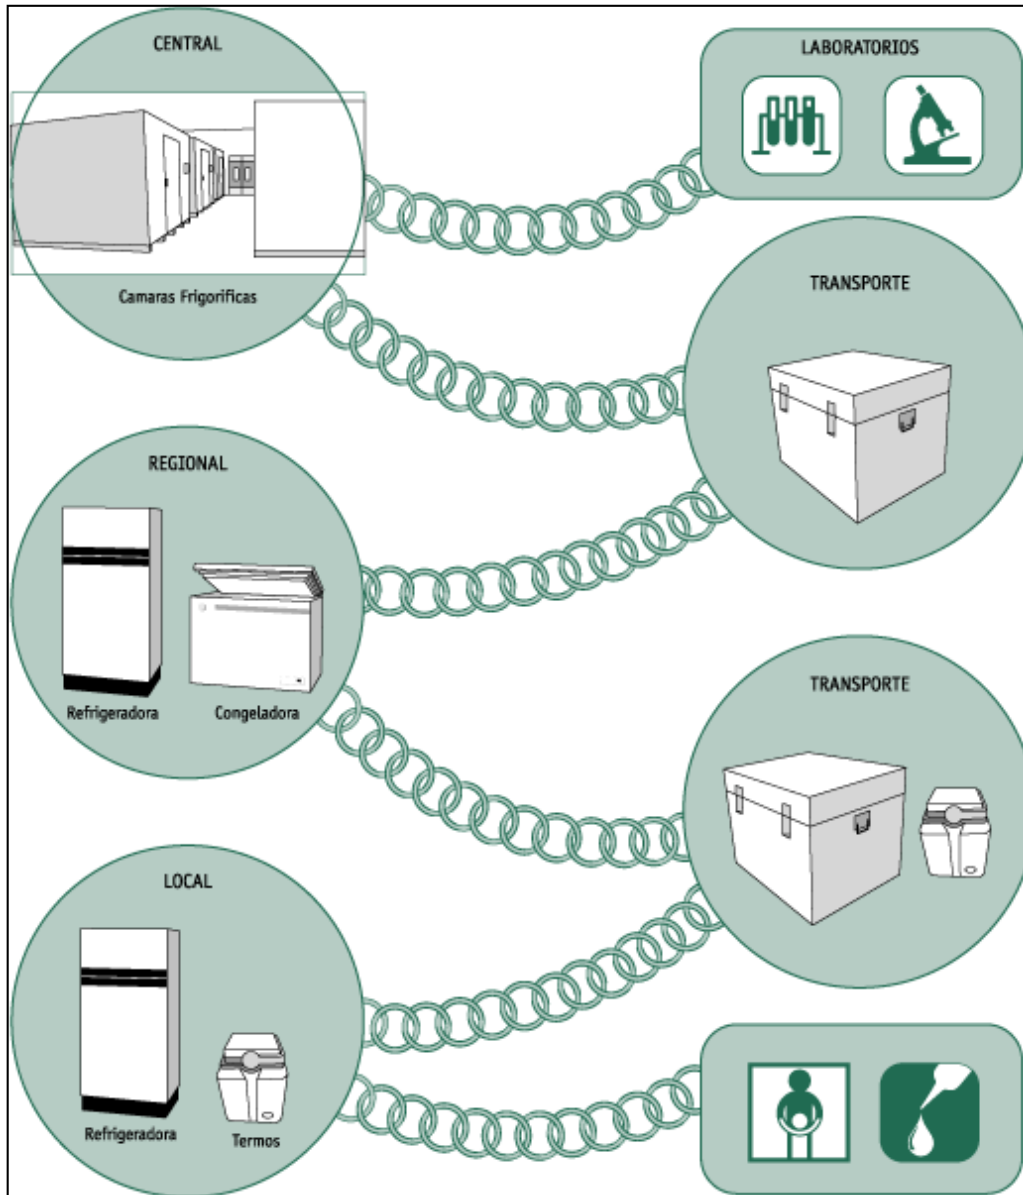 CENTRAL
LABORATORIOS
Camaras Frigorificas
TRANSPORTE
REGIONAL
Refrigeradora
Congeladora
TRANSPORTE
LOCAL
Refrigeradora
Termos